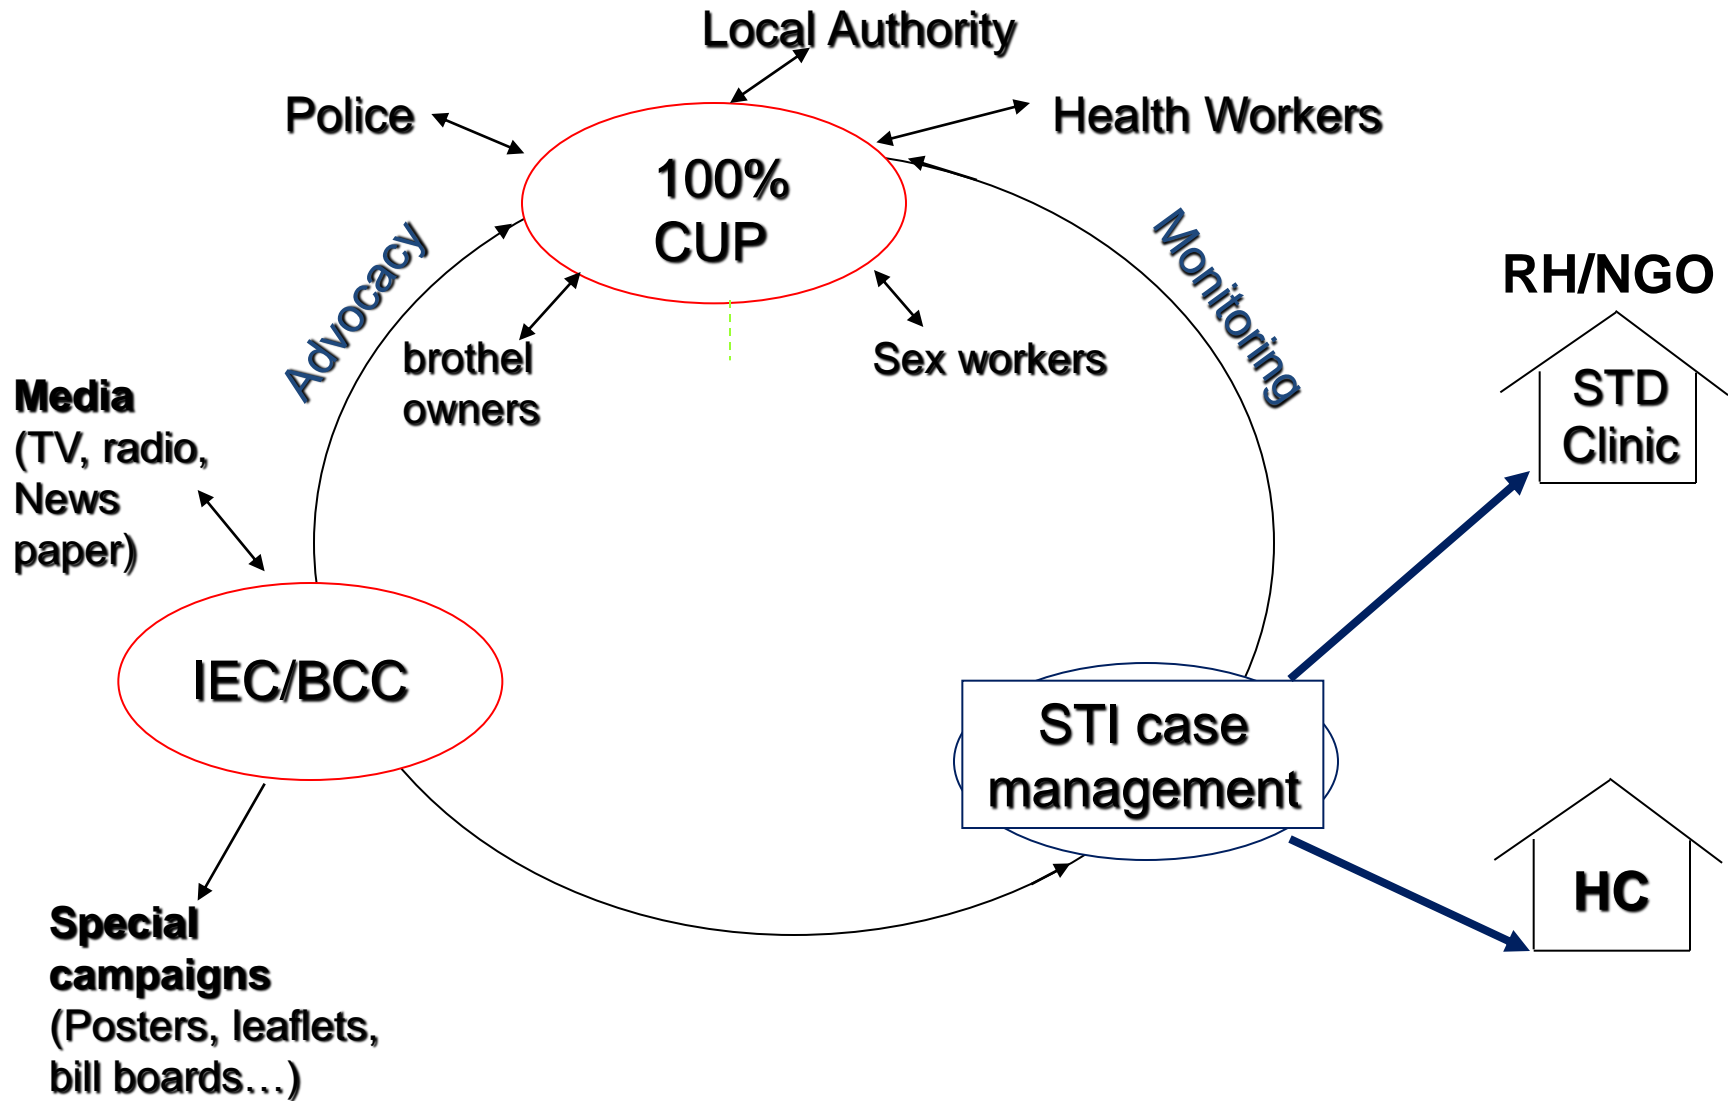 Local Authority
Police
Health Workers
100%
CUP
Advocacy
Monitoring
RH/NGO
brothel
owners
Sex workers
STD
Clinic
Media
(TV, radio,
News
paper)
IEC/BCC
STI case
management
HC
Special
campaigns
(Posters, leaflets,
bill boards…)